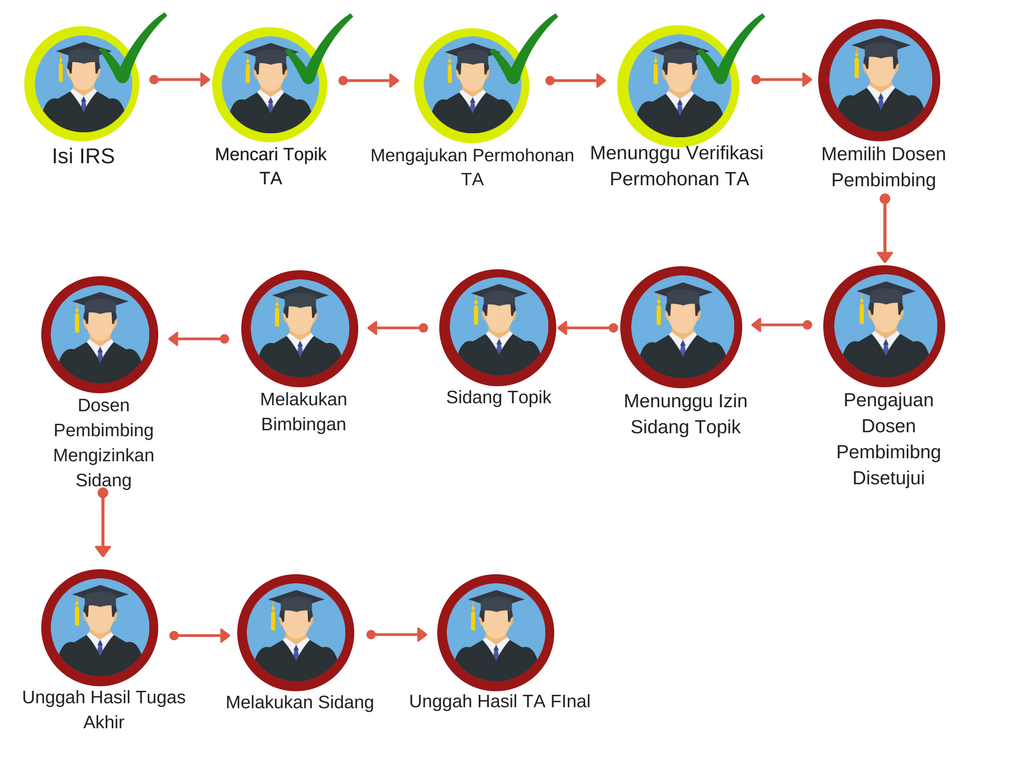 Isi IRS
Mencari Topik
TA
Mengajukan Permohonan
TA
Menunggu Verifikasi
Permohonan TA
Memilih Dosen
Pembimbing
Pengajuan
Dosen
Pembimibng
Disetujui
Menunggu Izin
Sidang Topik
Sidang Topik
Melakukan
Bimbingan
Dosen
Pembimbing
Mengizinkan
Sidang
Unggah Hasil Tugas
Akhir
Melakukan Sidang
Unggah Hasil TA FInal